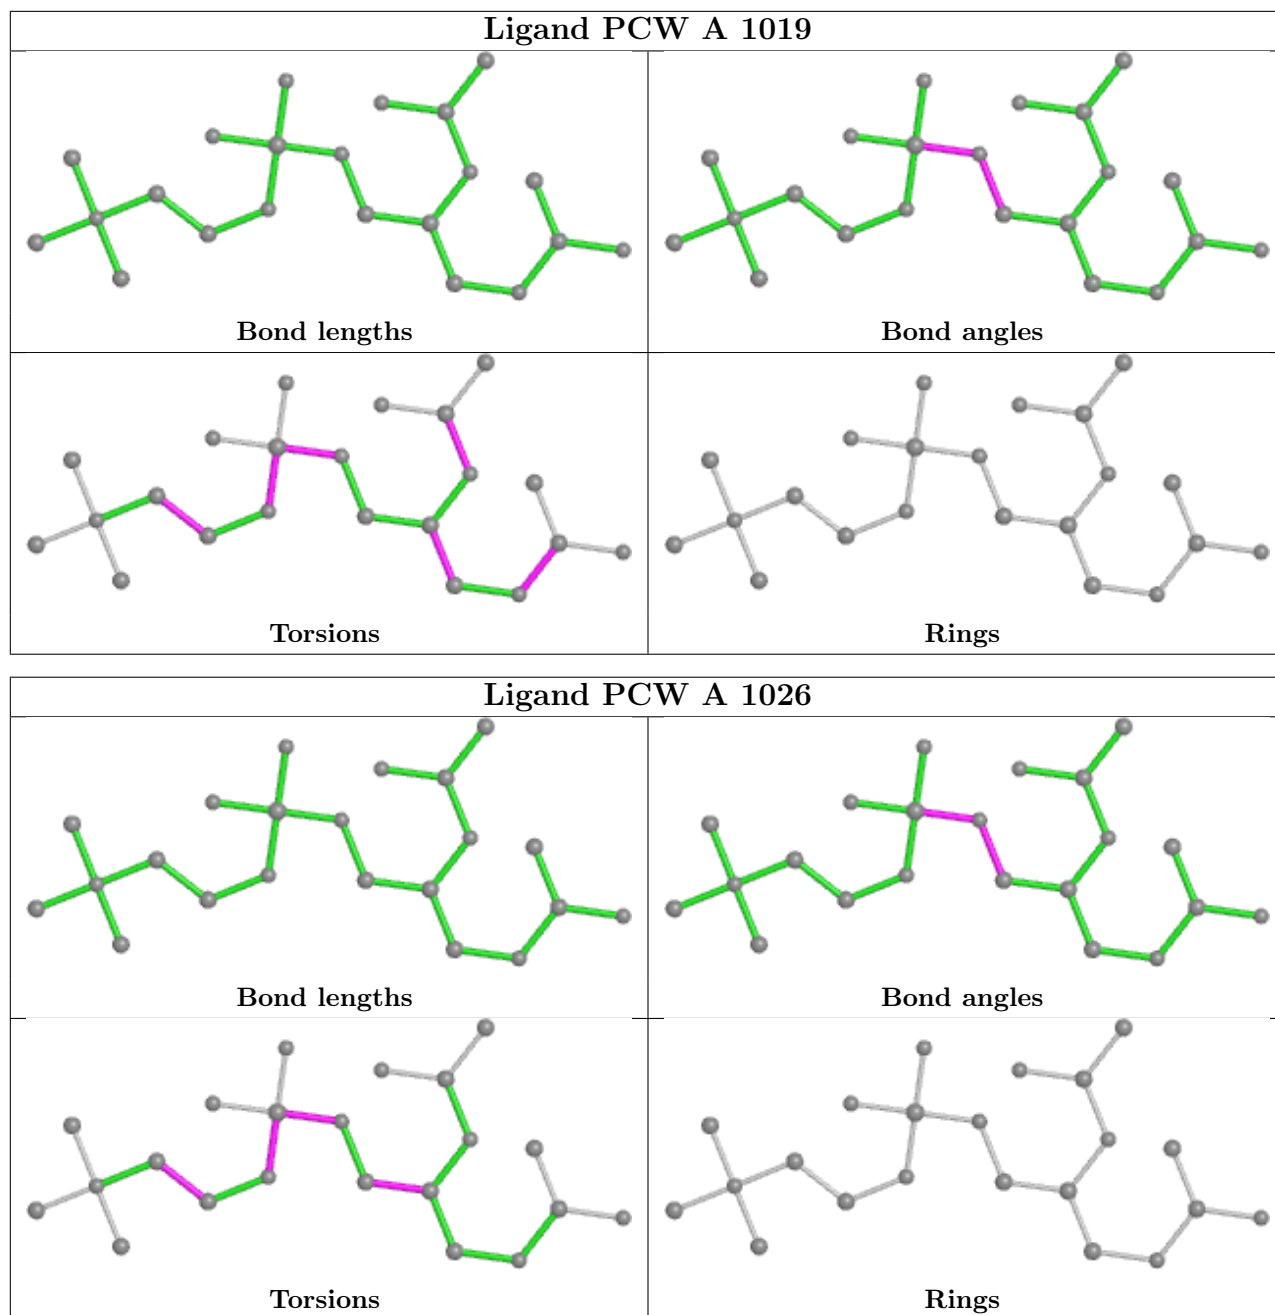 Ligand PCW A 1019
Bond lengths
Bond angles
Torsions
Rings
Ligand PCW A 1026
Bond lengths
Bond angles
Torsions
Rings